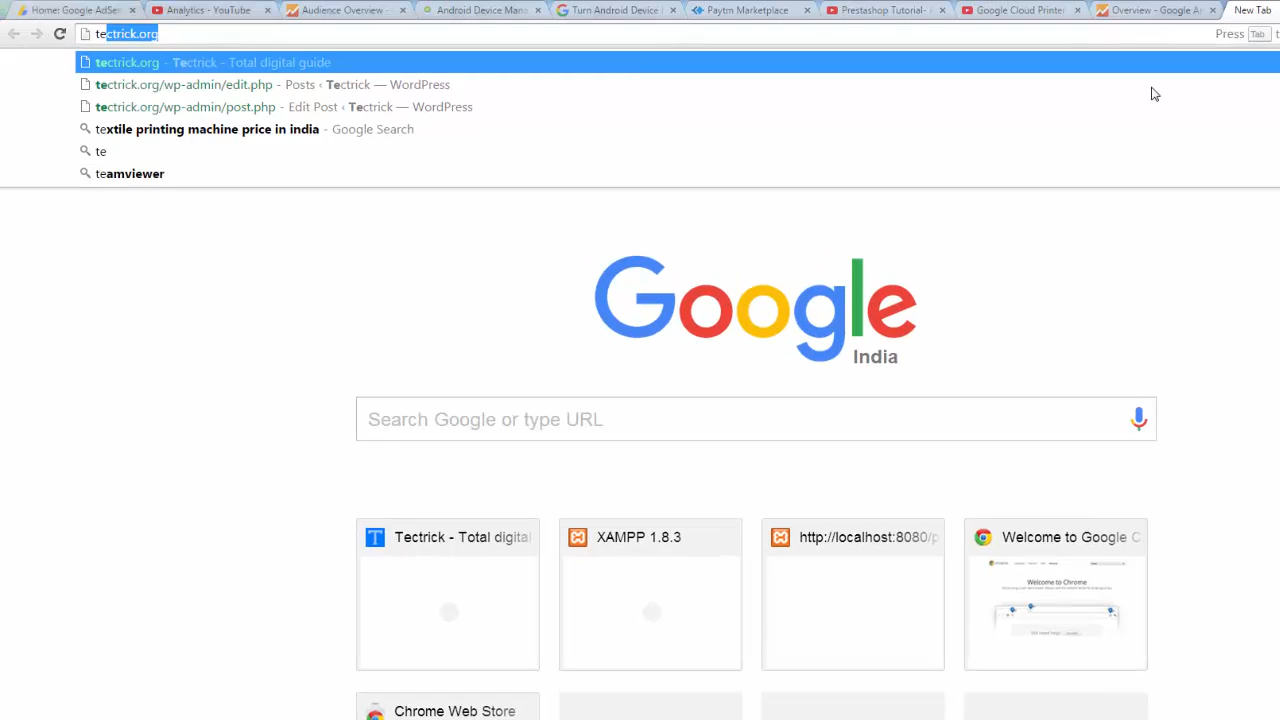 Home: Google AdSe
Analytics - YouTube
Audience Overview -
Android Device Mana
Turn Android Device
Paytm Marketplace
Prestashop Tutorial-
Google Cloud Printer
Overview - Google A
New Tab
tectrick.org
Press Tab t
tectrick.org - Tectrick - Total digital guide
tectrick.org/wp-admin/edit.php - Posts ‹ Tectrick — WordPress
tectrick.org/wp-admin/post.php - Edit Post ‹ Tectrick — WordPress
textile printing machine price in india - Google Search
te
teamviewer
Google
India
Search Google or type URL
Tectrick - Total digital
XAMPP 1.8.3
http://localhost:8080/p
Welcome to Google C
Welcome to Chrome
Chrome Web Store